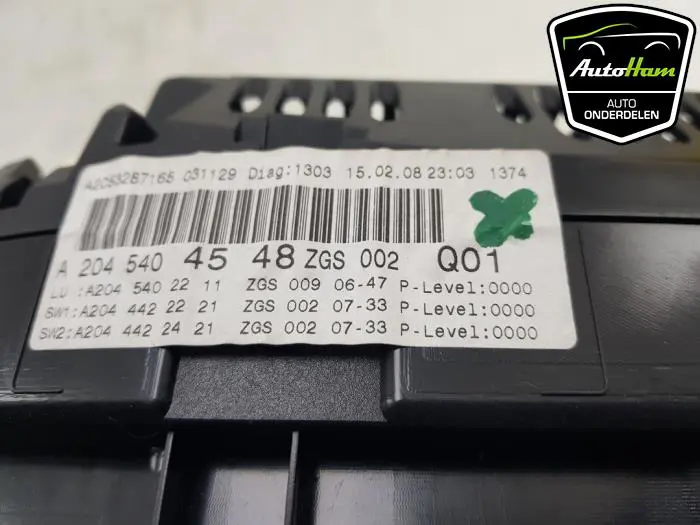 AutoHam
AUTO
ONDERDELEN
A2C53287165 031129 Diag:1303 15.02.08 23:03 1374
A 204 540 45 48 ZGS 002 Q01
LU :A204 540 22 11 ZGS 009 06-47 P-Level:0000
SW1:A204 442 22 21 ZGS 002 07-33 P-Level:0000
SW2:A204 442 24 21 ZGS 002 07-33 P-Level:0000